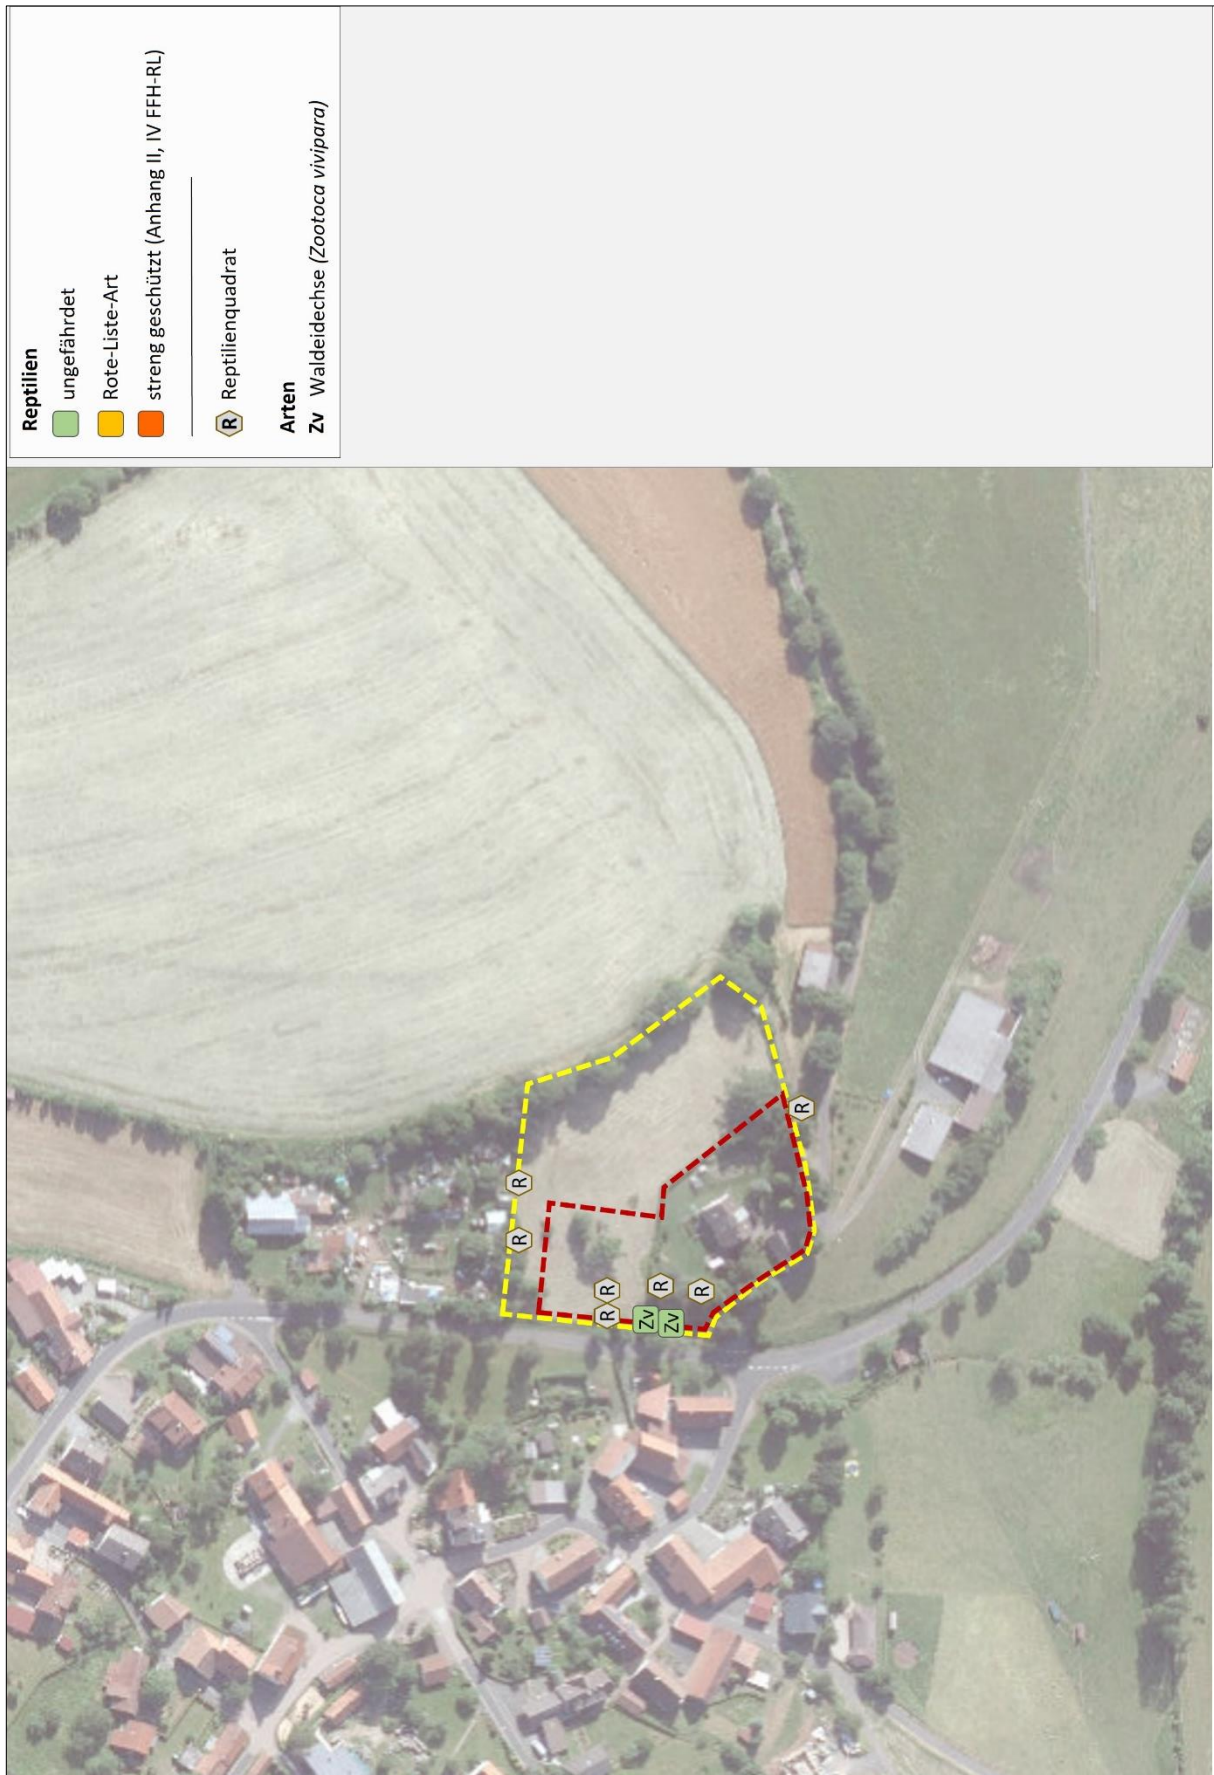 Reptilien
ungefährdet
Rote-Liste-Art
streng geschützt (Anhang II, IV FFH-RL)
R Reptilienquadrat
Arten
Zv Waldeidechse (Zootoca vivipara)
R
R
R
R
Zv
R
Zv
R
R